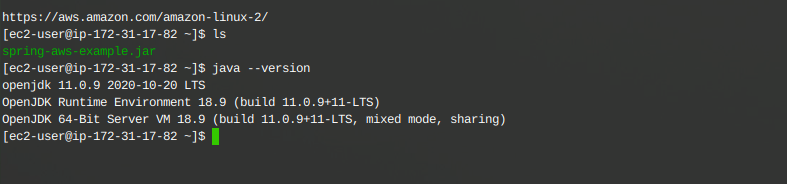 https://aws.amazon.com/amazon-linux-2/
[ec2-user@ip-172-31-17-82 ~]$ ls
spring-aws-example.jar
[ec2-user@ip-172-31-17-82 ~]$ java --version
openjdk 11.0.9 2020-10-20 LTS
OpenJDK Runtime Environment 18.9 (build 11.0.9+11-LTS)
OpenJDK 64-Bit Server VM 18.9 (build 11.0.9+11-LTS, mixed mode, sharing)
[ec2-user@ip-172-31-17-82 ~]$